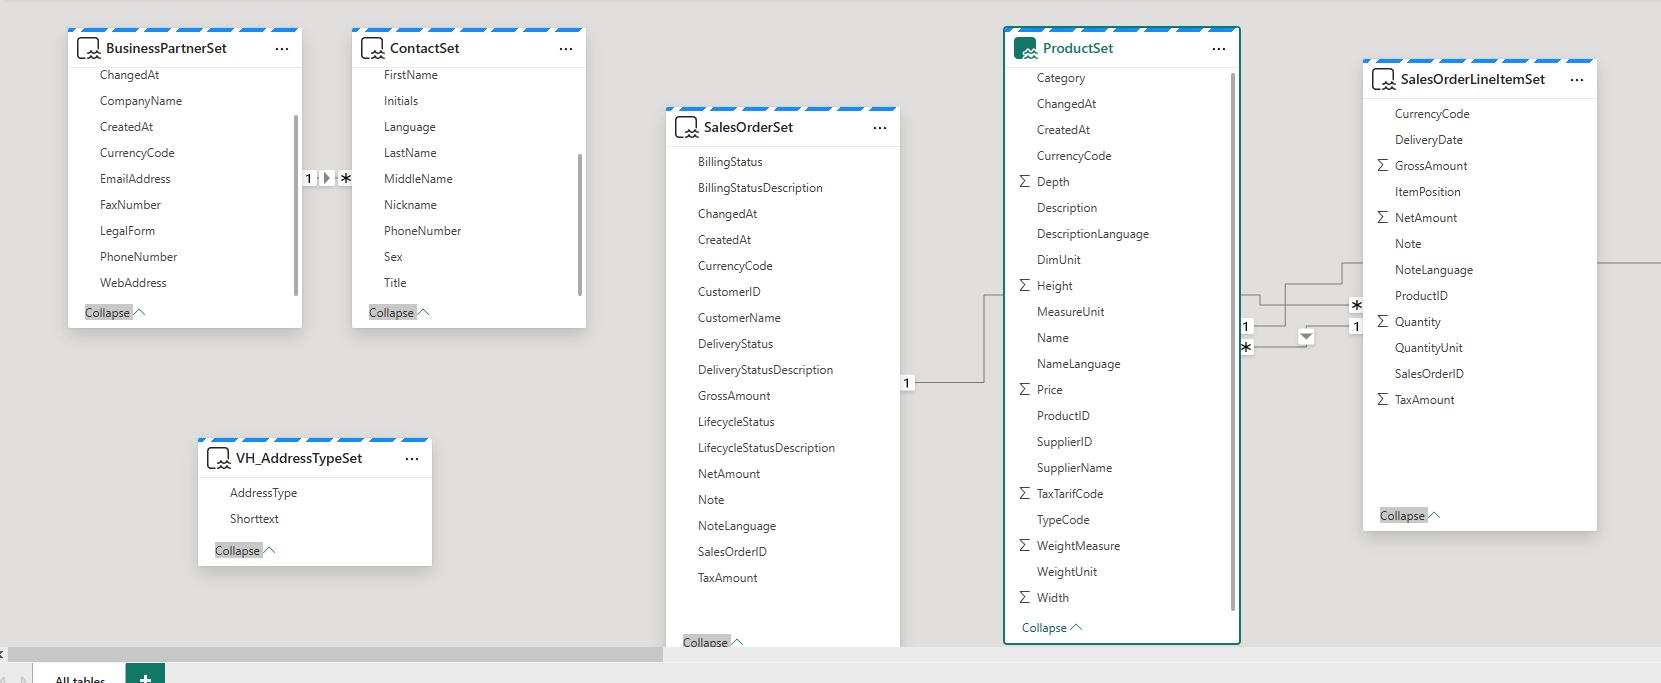 BusinessPartnerSet ...
ChangedAt
CompanyName
CreatedAt
CurrencyCode
EmailAddress
FaxNumber
LegalForm
PhoneNumber
WebAddress
Collapse
1
*
ContactSet ...
FirstName
Initials
Language
LastName
MiddleName
Nickname
PhoneNumber
Sex
Title
Collapse
VH_AddressTypeSet ...
AddressType
Shorttext
Collapse
SalesOrderSet ...
BillingStatus
BillingStatusDescription
ChangedAt
CreatedAt
CurrencyCode
CustomerID
CustomerName
DeliveryStatus
DeliveryStatusDescription
GrossAmount
LifecycleStatus
LifecycleStatusDescription
NetAmount
Note
NoteLanguage
SalesOrderID
TaxAmount
Collapse
1
ProductSet ...
Category
ChangedAt
CreatedAt
CurrencyCode
Σ Depth
Description
DescriptionLanguage
DimUnit
Σ Height
MeasureUnit
Name
NameLanguage
Σ Price
ProductID
SupplierID
SupplierName
Σ TaxTarifCode
TypeCode
Σ WeightMeasure
WeightUnit
Σ Width
Collapse
1
*
*
1
SalesOrderLineItemSet ...
CurrencyCode
DeliveryDate
Σ GrossAmount
ItemPosition
Σ NetAmount
Note
NoteLanguage
ProductID
Σ Quantity
QuantityUnit
SalesOrderID
Σ TaxAmount
Collapse
All tables
+